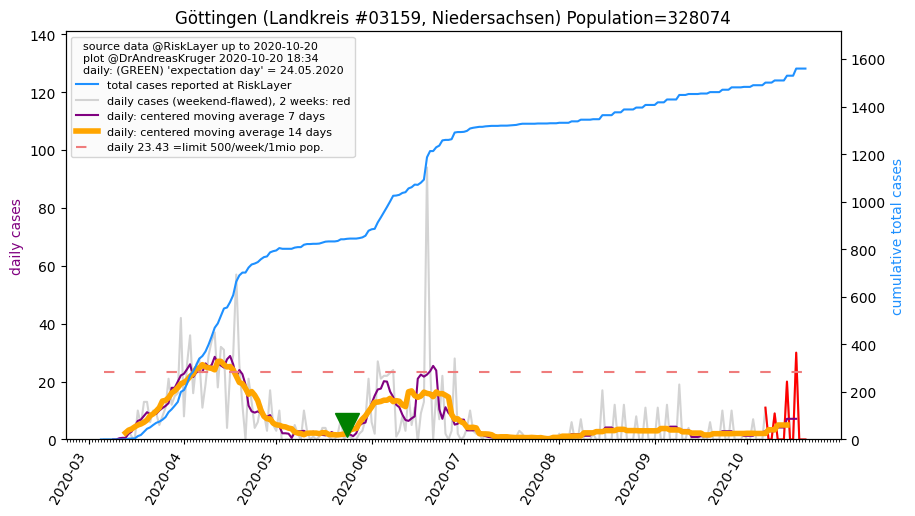 Göttingen (Landkreis #03159, Niedersachsen) Population=328074
source data @RiskLayer up to 2020-10-20
plot @DrAndreasKruger 2020-10-20 18:34
daily: (GREEN) 'expectation day' = 24.05.2020
total cases reported at RiskLayer
daily cases (weekend-flawed), 2 weeks: red
daily: centered moving average 7 days
daily: centered moving average 14 days
daily 23.43 =limit 500/week/1mio pop.
daily cases
140
120
100
80
60
40
20
0
cumulative total cases
1600
1400
1200
1000
800
600
400
200
0
2020-03
2020-04
2020-05
2020-06
2020-07
2020-08
2020-09
2020-10